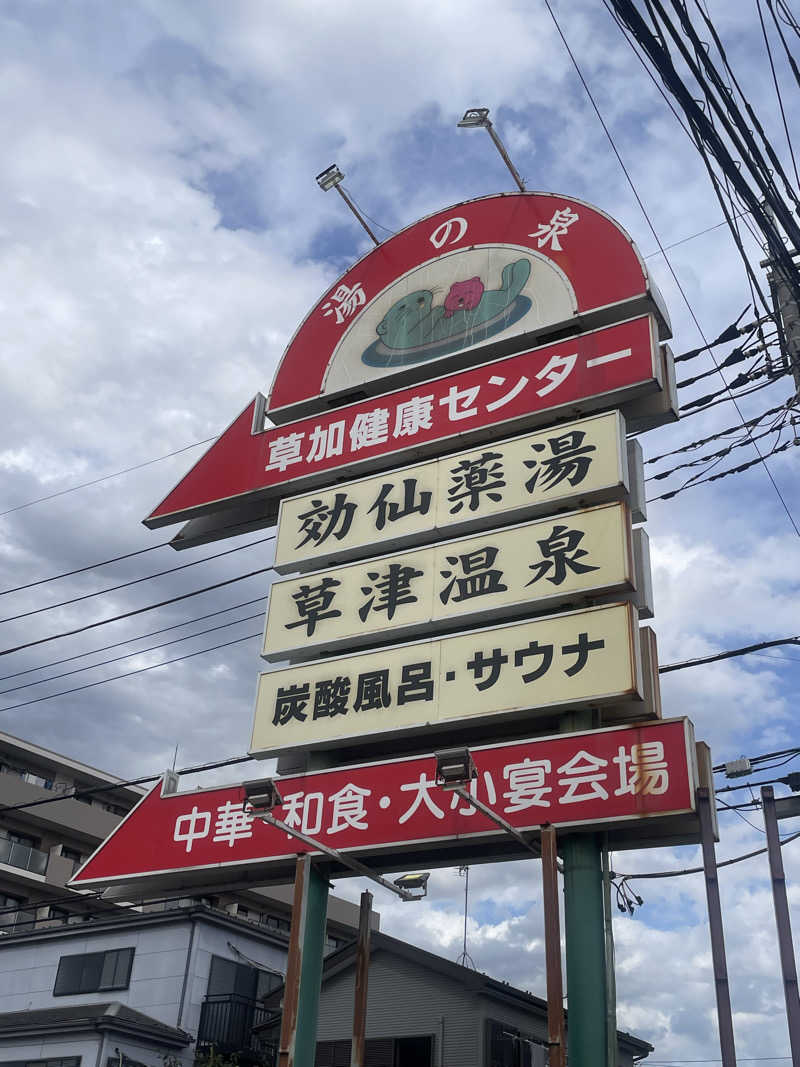 湯の泉
草加健康センター
効仙薬湯
草津温泉
炭酸風呂・サウナ
中華・和食・大小宴会場